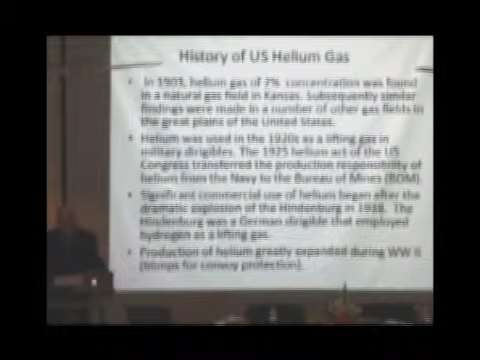 History of US Helium Gas
• In 1903, helium gas of 2% concentration was found
in a natural gas field in Kansas. Subsequently similar
findings were made in a number of other gas fields in
the great plains of the United States.
• Helium was used in the 1920s as a lifting gas in
military dirigibles. The 1925 helium act of the US
Congress transferred the production responsibility of
helium from the Navy to the Bureau of Mines (BOM).
• Significant commercial use of helium began after the
dramatic explosion of the Hindenburg in 1938. The
Hindenburg was a German dirigible that employed
hydrogen as a lifting gas.
• Production of helium greatly expanded during WW II
(blimps for convoy protection).